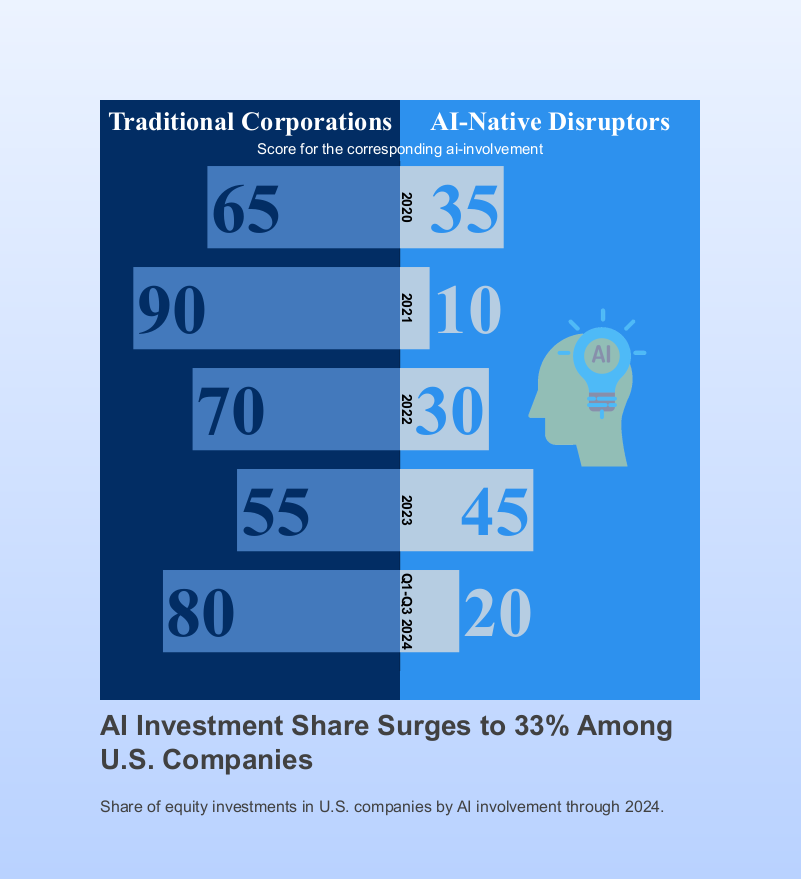 Traditional Corporations AI-Native Disruptors
Score for the corresponding ai-involvement
65 2020 35
90 2021 10
AI
70 2022 30
55 2023 45
80 Q1-Q3 2024 20
AI Investment Share Surges to 33% Among
U.S. Companies
Share of equity investments in U.S. companies by AI involvement through 2024.